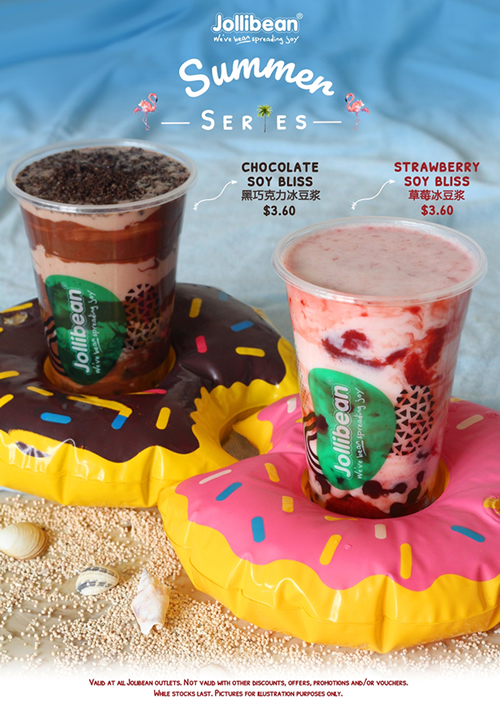 Jollibean®
We've bean spreading joy
Summer
SERIES
CHOCOLATE
SOY BLISS
黑巧克力冰豆浆
$3.60
STRAWBERRY
SOY BLISS
草莓冰豆浆
$3.60
Jollibean
We've bean spreading joy
Jollibean
We've bean spreading joy
VALID AT ALL JOLLIBEAN OUTLETS. NOT VALID WITH OTHER DISCOUNTS, OFFERS, PROMOTIONS AND/OR VOUCHERS.
WHILE STOCKS LAST. PICTURES FOR ILLUSTRATION PURPOSES ONLY.